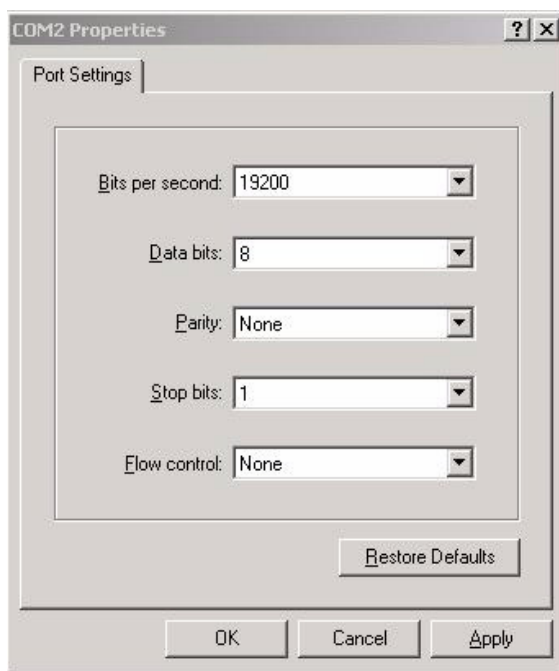 COM2 Properties
Port Settings
Bits per second: 19200
Data bits: 8
Parity: None
Stop bits: 1
Flow control: None
Restore Defaults
OK Cancel Apply